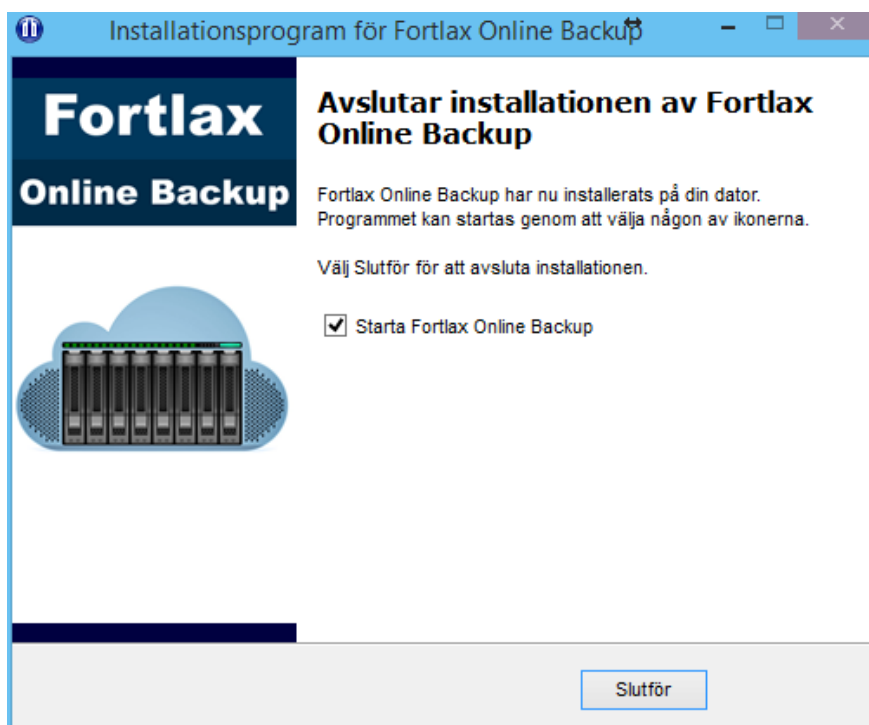 Installationsprogram för Fortlax Online Backup
Fortlax
Online Backup
Avslutar installationen av Fortlax
Online Backup
Fortlax Online Backup har nu installerats på din dator.
Programmet kan startas genom att välja någon av ikonerna.
Välj Slutför för att avsluta installationen.
Starta Fortlax Online Backup
Slutför